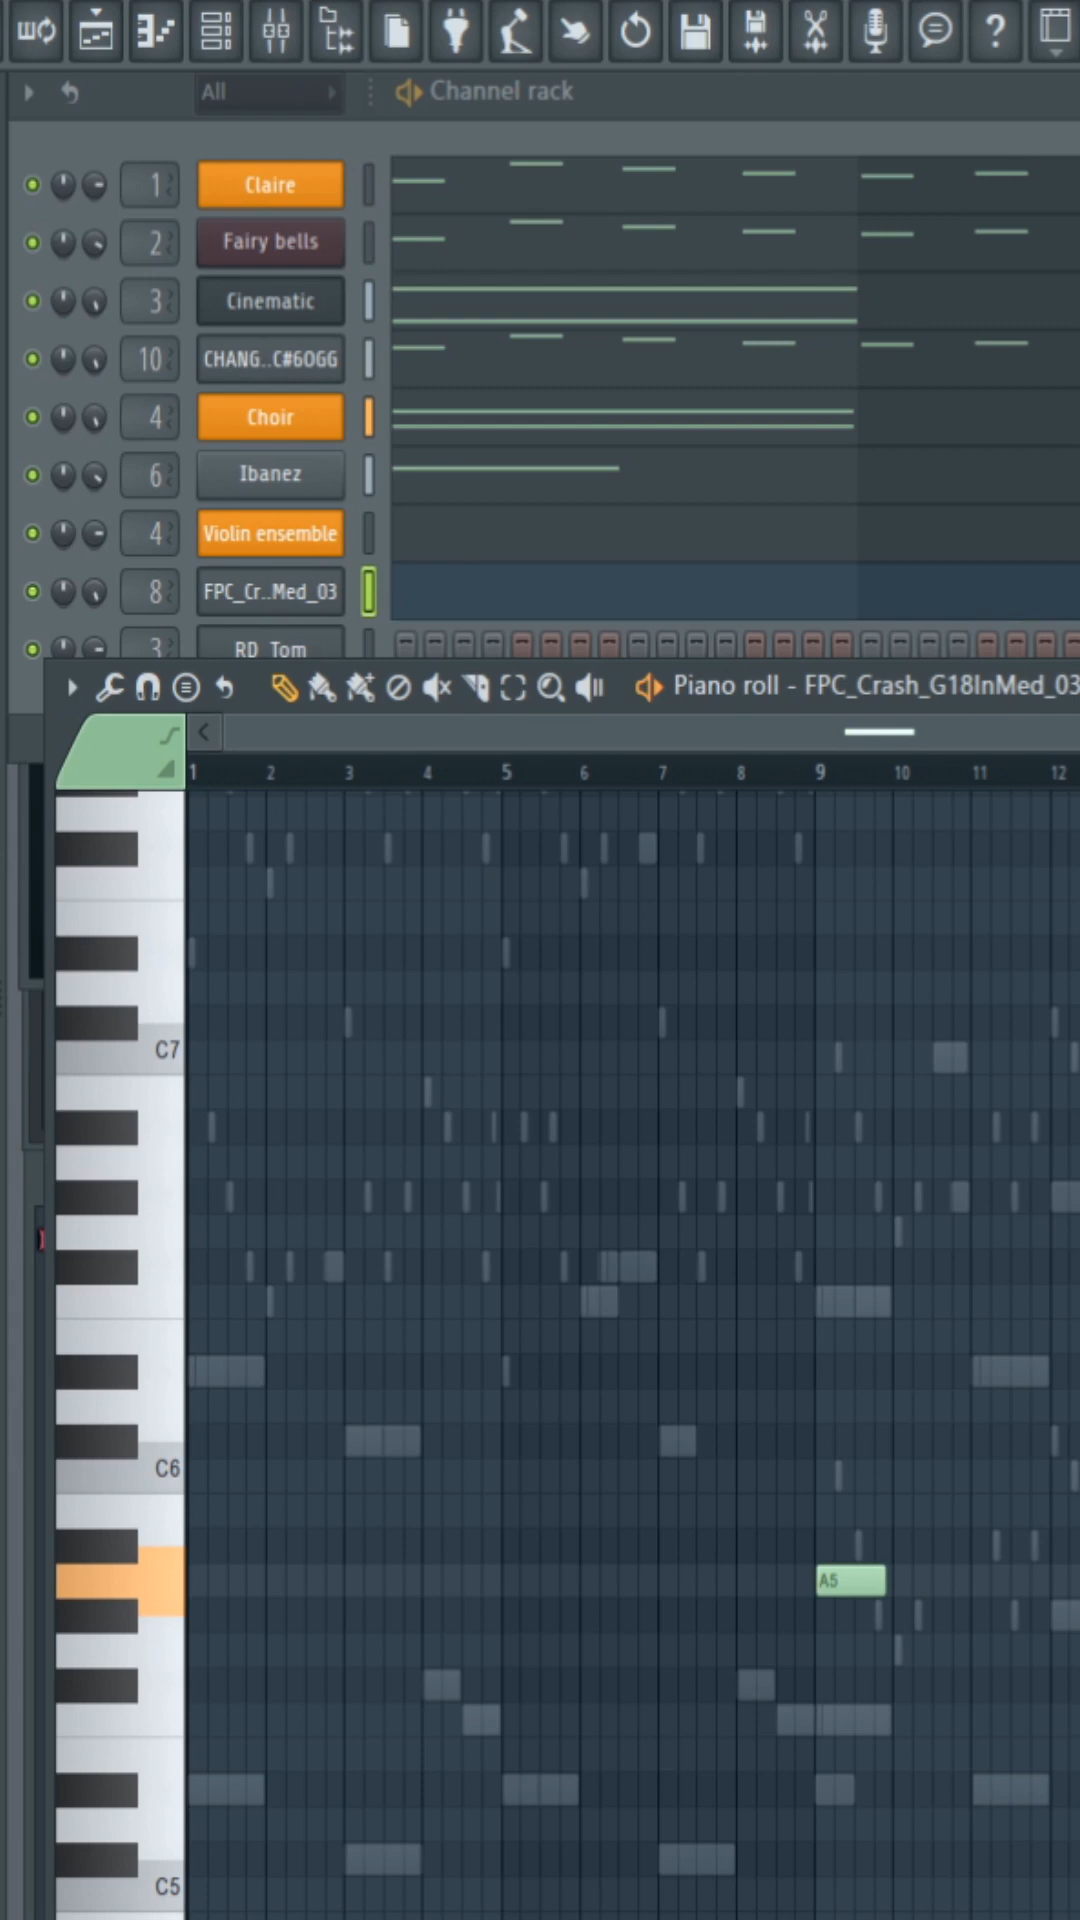 ?
All
Channel rack
1 Claire
2 Fairy bells
3 Cinematic
10 CHANG..C#6OGG
4 Choir
6 Ibanez
4 Violin ensemble
8 FPC_Cr..Med_03
3 RD_Tom
Piano roll - FPC_Crash_G18InMed_03
1 2 3 4 5 6 7 8 9 10 11 12
C7
C6
A5
C5